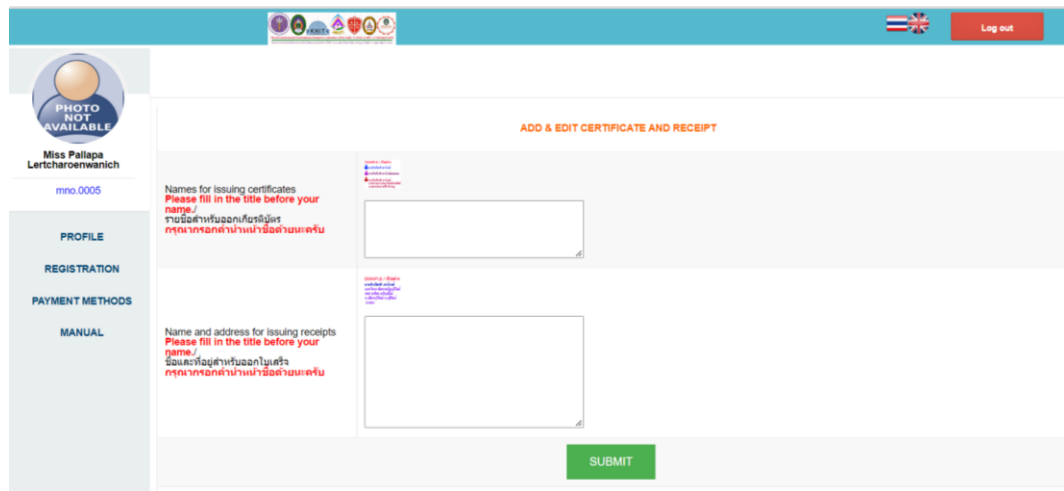 Log out
PHOTO
NOT
AVAILABLE
Miss Pallapa
Lertcharoenwanich
mno.0005
PROFILE
REGISTRATION
PAYMENT METHODS
MANUAL
ADD & EDIT CERTIFICATE AND RECEIPT
Names for issuing certificates
Please fill in the title before your
name./
รายชื่อสำหรับออกเกียรติบัตร
กรุณากรอกคำนำหน้าชื่อด้วยนะครับ
Name and address for issuing receipts
Please fill in the title before your
name./
ชื่อและที่อยู่สำหรับออกใบเสร็จ
กรุณากรอกคำนำหน้าชื่อด้วยนะครับ
SUBMIT